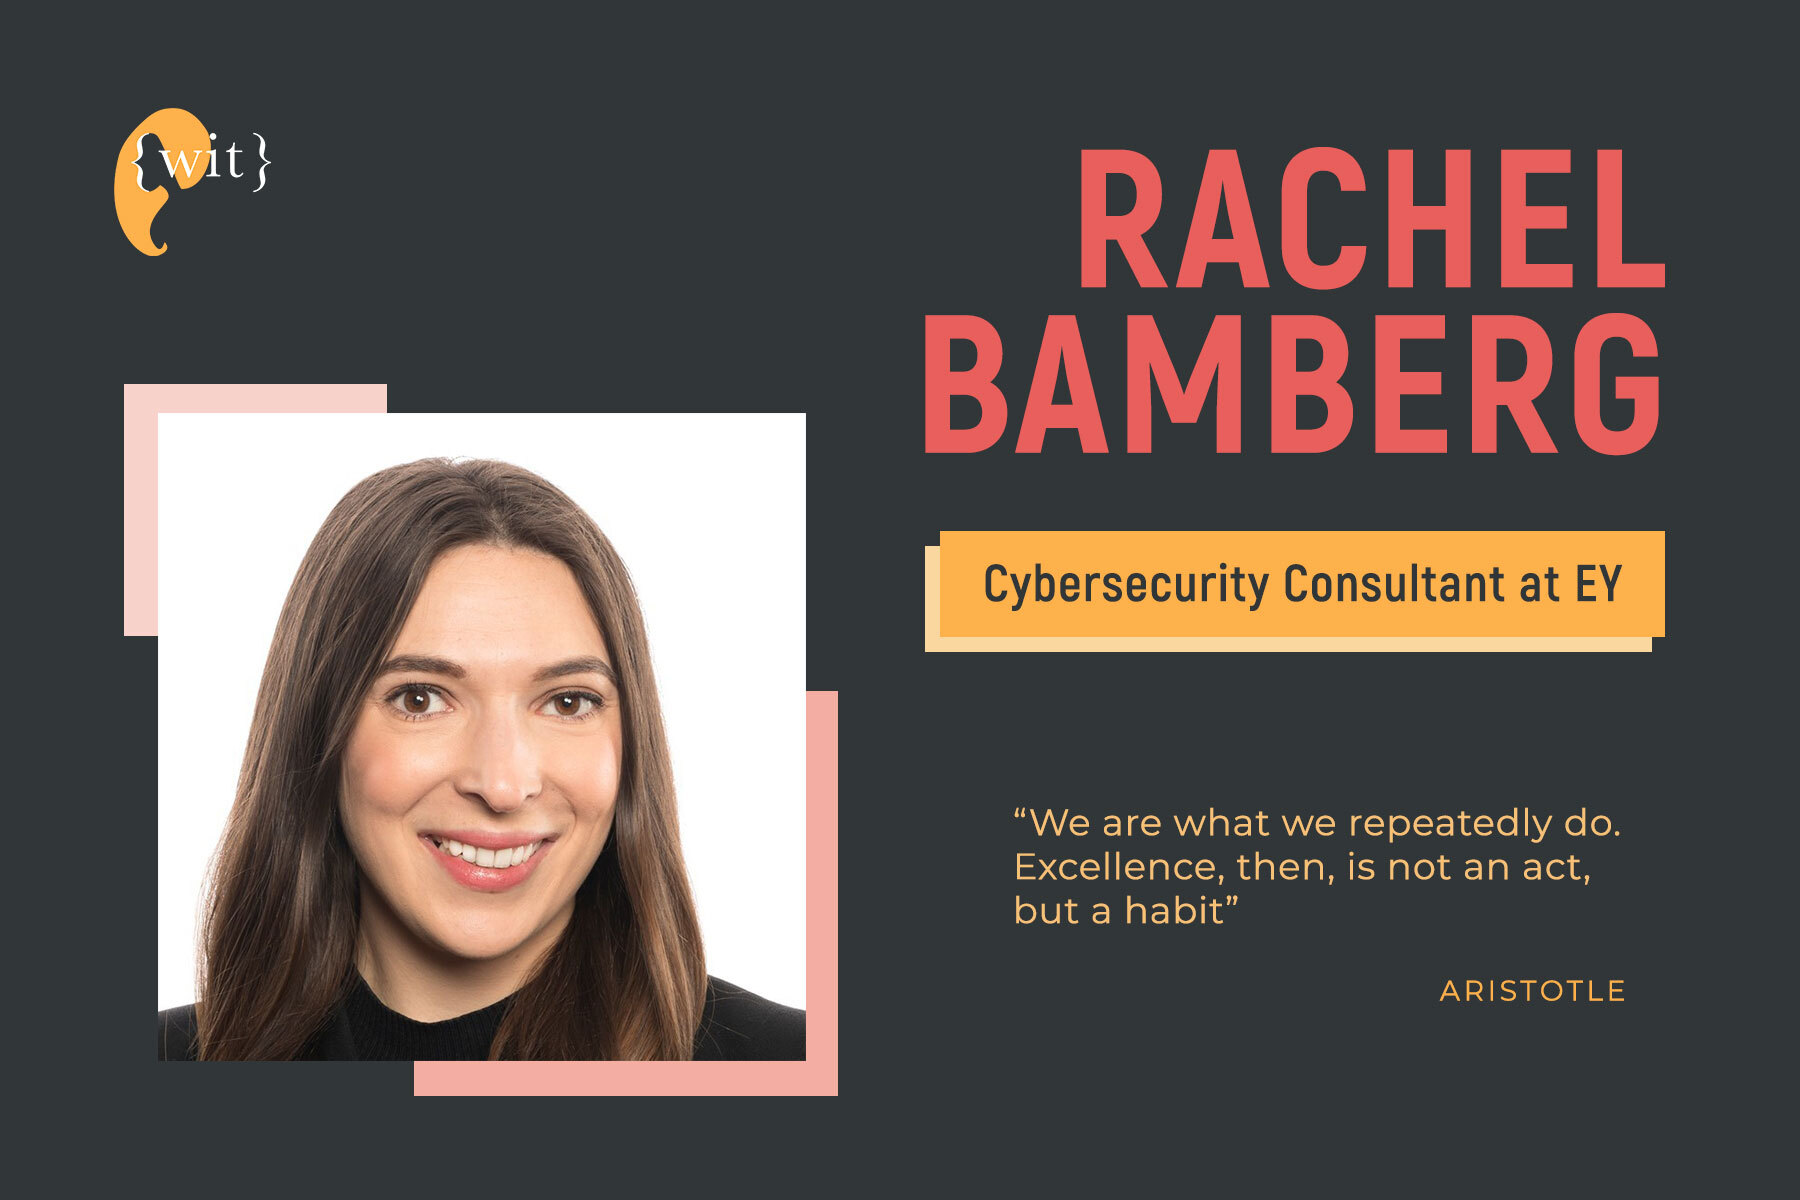 {wit}
RACHEL
BAMBERG
Cybersecurity Consultant at EY
“We are what we repeatedly do.
Excellence, then, is not an act,
but a habit”
ARISTOTLE